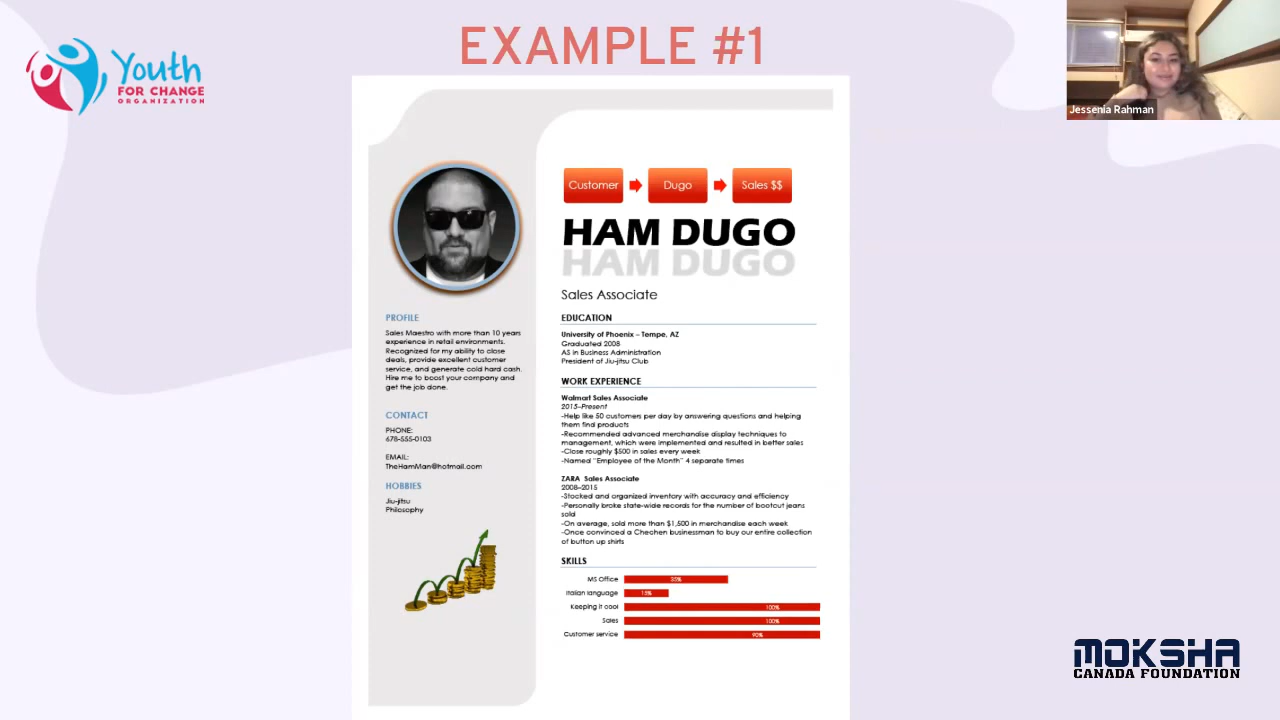 EXAMPLE #1
Youth
FOR CHANGE
ORGANIZATION
Jessenia Rahman
Customer
Dugo
Sales $$
HAM DUGO
HAM DUGO
Sales Associate
PROFILE
Sales Maestro with more than 10 years
experience in retail environments.
Recognized for my ability to close
deals, provide excellent customer
service, and generate cold hard cash.
Hire me to boost your company and
get the job done.
CONTACT
PHONE:
678-555-0103
EMAIL:
TheHamMan@hotmail.com
HOBBIES
Jiu-jitsu
Philosophy
EDUCATION
University of Phoenix – Tempe, AZ
Graduated 2008
AS in Business Administration
President of Jiu-jitsu Club
WORK EXPERIENCE
Walmart Sales Associate
2015–Present
-Help like 50 customers per day by answering questions and helping
them find products
-Recommended advanced merchandise display techniques to
management, which were implemented and resulted in better sales
-Close roughly $500 in sales every week
-Named "Employee of the Month" 4 separate times
ZARA Sales Associate
2008–2015
-Stocked and organized inventory with accuracy and efficiency
-Personally broke state-wide records for the number of bootcut jeans
sold
-On average, sold more than $1,500 in merchandise each week
-Once convinced a Chechen businessman to buy our entire collection
of button up shirts
SKILLS
MS Office 35%
Italian language 15%
Keeping it cool 100%
Sales 100%
Customer service 90%
MOKSHA
CANADA FOUNDATION